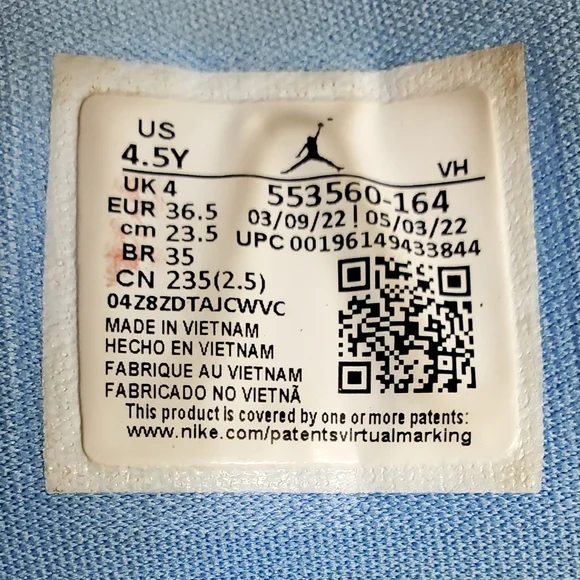 US
4.5Y
VH
UK 4
EUR 36.5
cm 23.5
BR 35
CN 235(2.5)
553560-164
03/09/22 | 05/03/22
UPC 00196149433844
04Z8ZDTAJCWVC
MADE IN VIETNAM
HECHO EN VIETNAM
FABRIQUE AU VIETNAM
FABRICADO NO VIETNÃ
This product is covered by one or more patents:
www.nike.com/patentsvirtualmarking